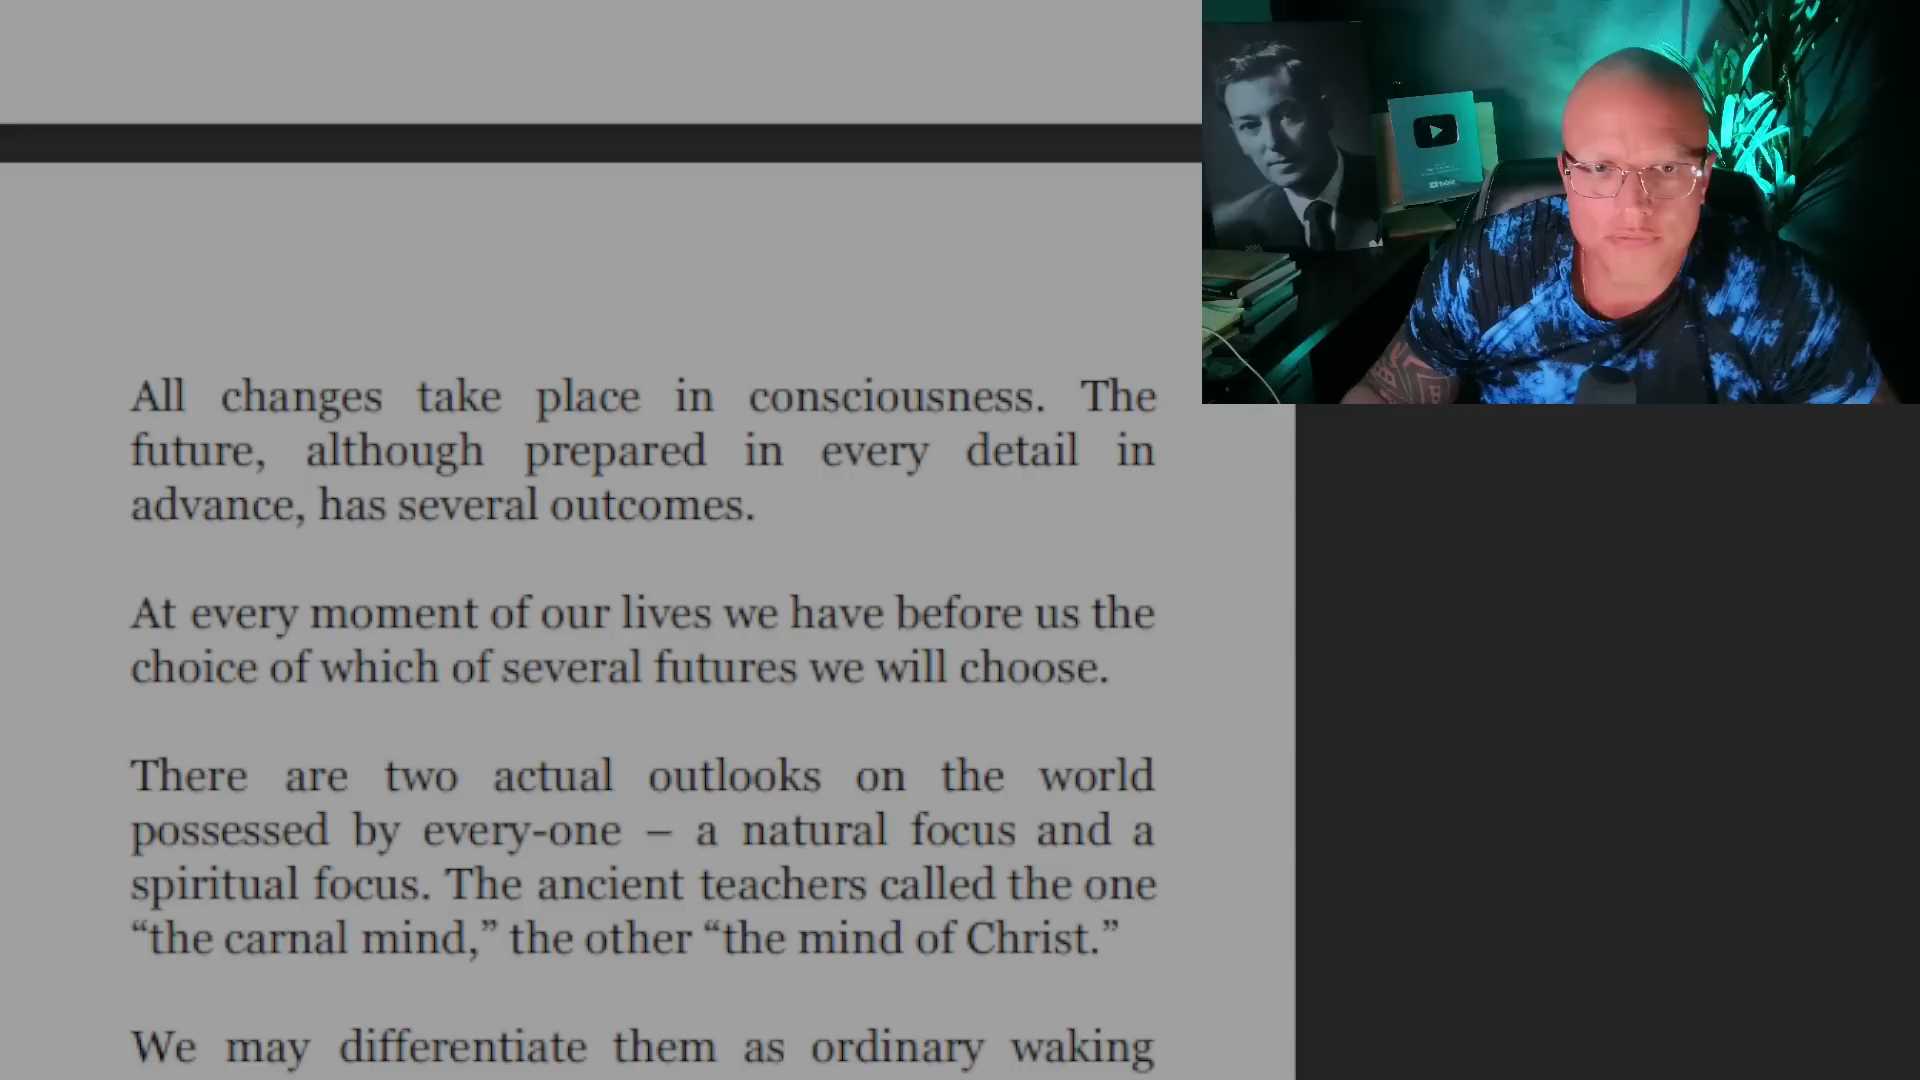 All changes take place in consciousness. The
future, although prepared in every detail in
advance, has several outcomes.
At every moment of our lives we have before us the
choice of which of several futures we will choose.
There are two actual outlooks on the world
possessed by every-one – a natural focus and a
spiritual focus. The ancient teachers called the one
“the carnal mind,” the other “the mind of Christ.”
We may differentiate them as ordinary waking